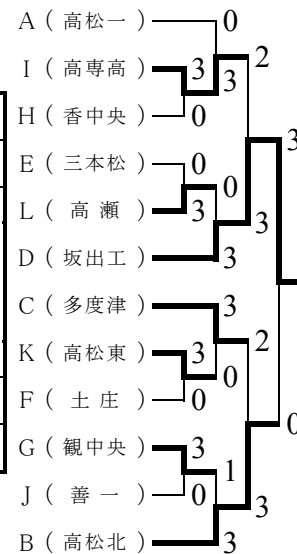 A ( 高松一 ) 0
2
I ( 高専高 ) 3 3
H ( 香中央 ) 0
3
E ( 三本松 ) 0
0
L ( 高 瀬 ) 3 3
D ( 坂出工 ) 3
C ( 多度津 ) 3
2
K ( 高松東 ) 3
0
F ( 土 庄 ) 0
0
G ( 観中央 ) 3
1
J ( 善 一 ) 0 3
B ( 高松北 ) 3